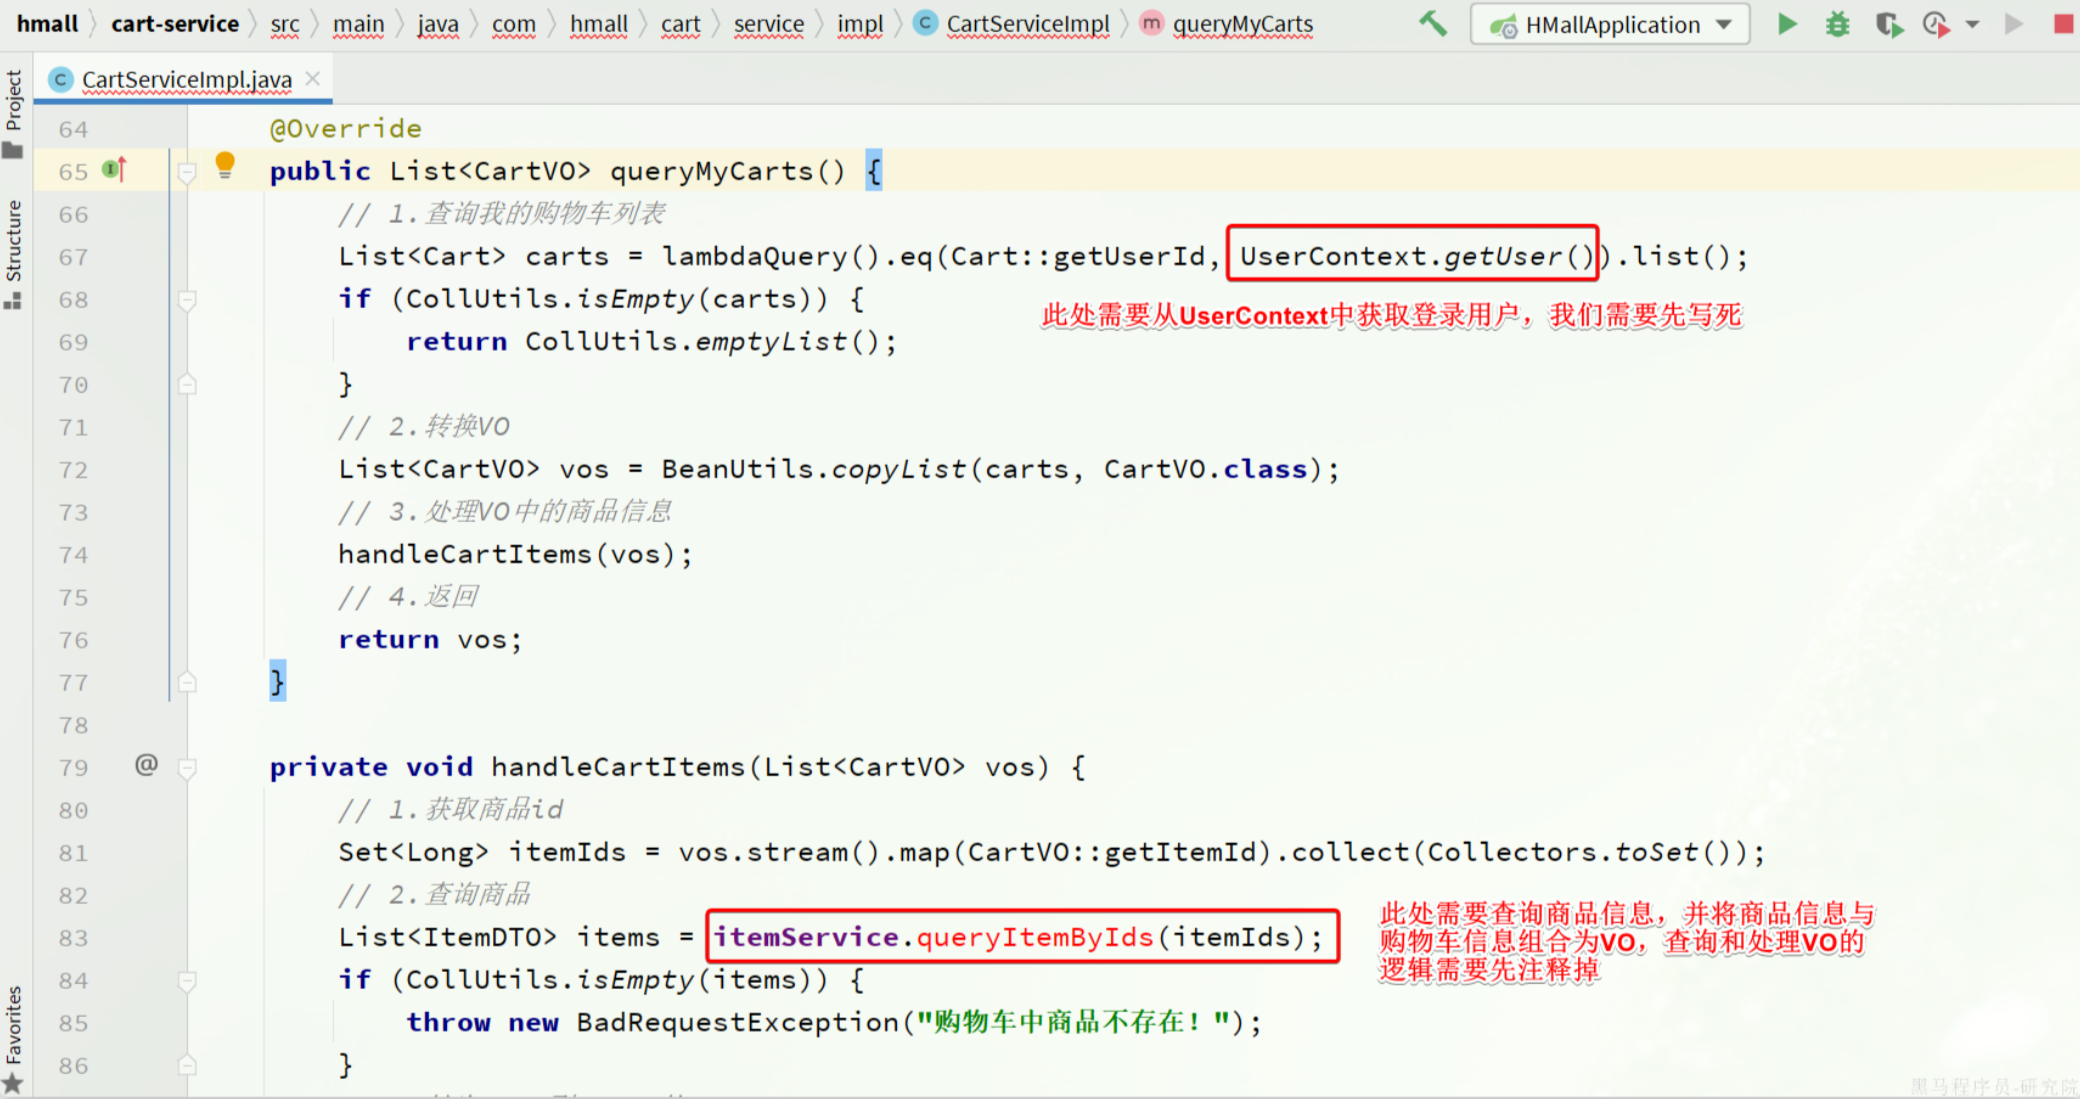 hmall cart-service src main java com hmall cart service impl CartServiceImpl queryMyCarts HMallApplication
CartServiceImpl.java
Project
Structure
Favorites
64 @Override
65 public List<CartVO> queryMyCarts() {
66 // 1.查询我的购物车列表
67 List<Cart> carts = lambdaQuery().eq(Cart::getUserId, UserContext.getUser()).list();
此处需要从UserContext中获取登录用户，我们需要先写死
68 if (CollUtils.isEmpty(carts)) {
69 return CollUtils.emptyList();
70 }
71 // 2.转换VO
72 List<CartVO> vos = BeanUtils.copyList(carts, CartVO.class);
73 // 3.处理VO中的商品信息
74 handleCartItems(vos);
75 // 4.返回
76 return vos;
77 }
78
79 @ private void handleCartItems(List<CartVO> vos) {
80 // 1.获取商品id
81 Set<Long> itemIds = vos.stream().map(CartVO::getItemId).collect(Collectors.toSet());
82 // 2.查询商品
83 List<ItemDTO> items = itemService.queryItemByIds(itemIds);
此处需要查询商品信息，并将商品信息与
购物车信息组合为VO，查询和处理VO的
逻辑需要先注释掉
84 if (CollUtils.isEmpty(items)) {
85 throw new BadRequestException("购物车中商品不存在！");
86 }
黑马程序员-研究院